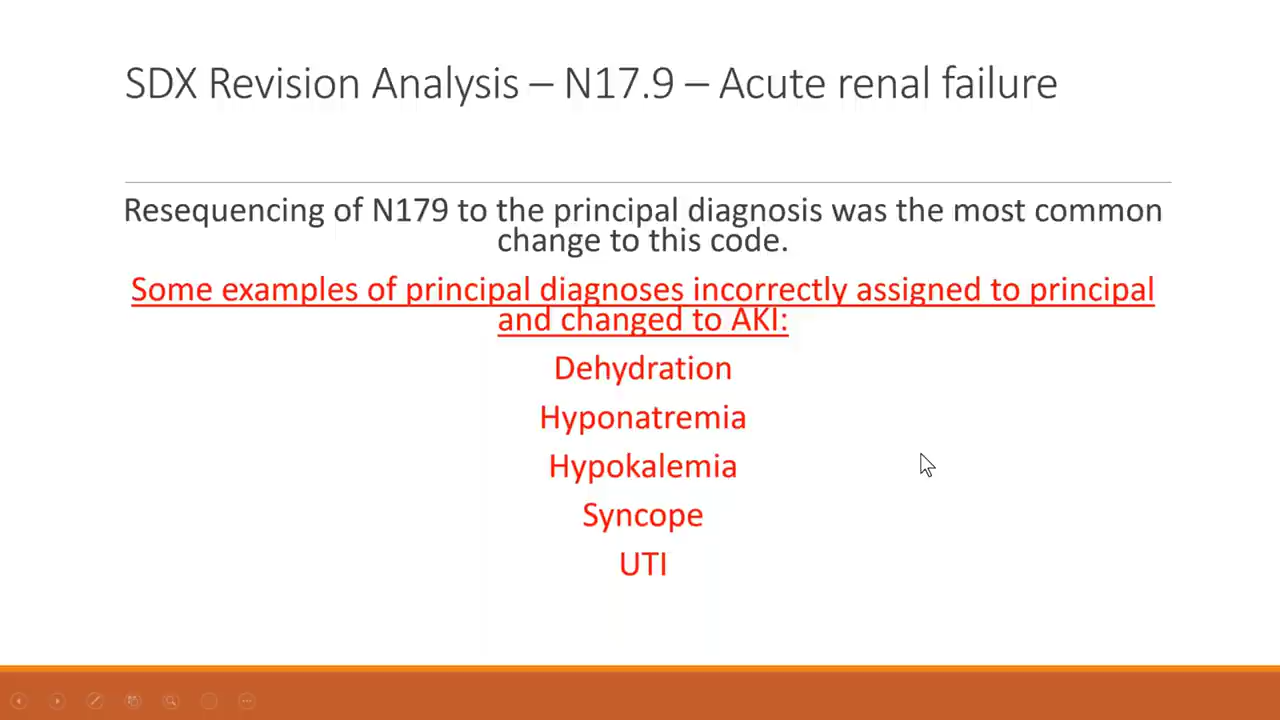 SDX Revision Analysis – N17.9 – Acute renal failure
Resequencing of N179 to the principal diagnosis was the most common
change to this code.
Some examples of principal diagnoses incorrectly assigned to principal
and changed to AKI:
Dehydration
Hyponatremia
Hypokalemia
Syncope
UTI